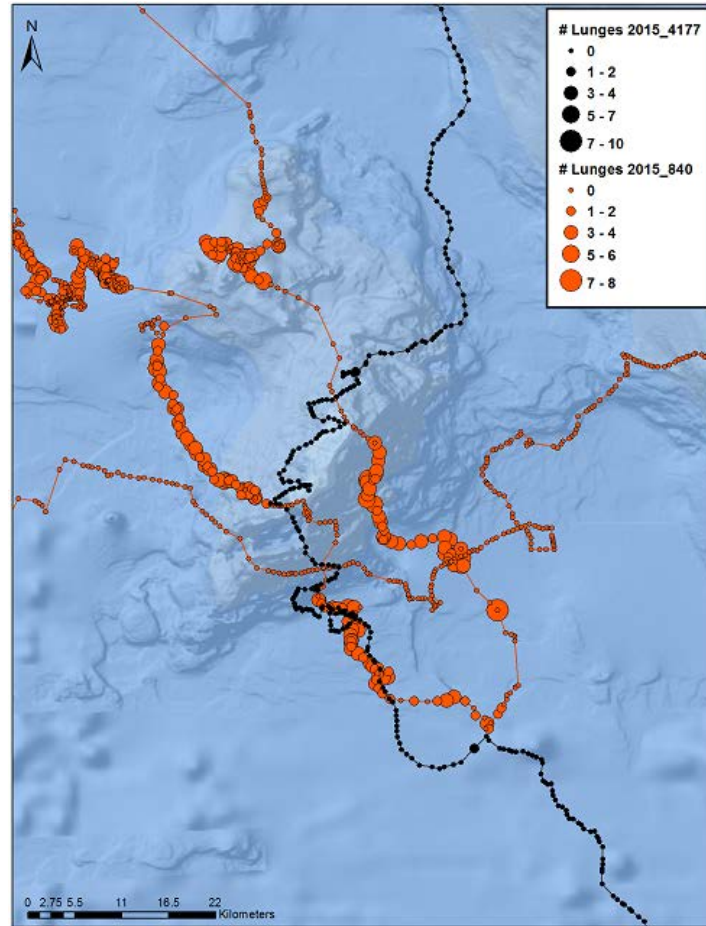 N
# Lunges 2015_4177
0
1 - 2
3 - 4
5 - 7
7 - 10
# Lunges 2015_840
0
1 - 2
3 - 4
5 - 6
7 - 8
0 2.75 5.5 11 16.5 22
Kilometers